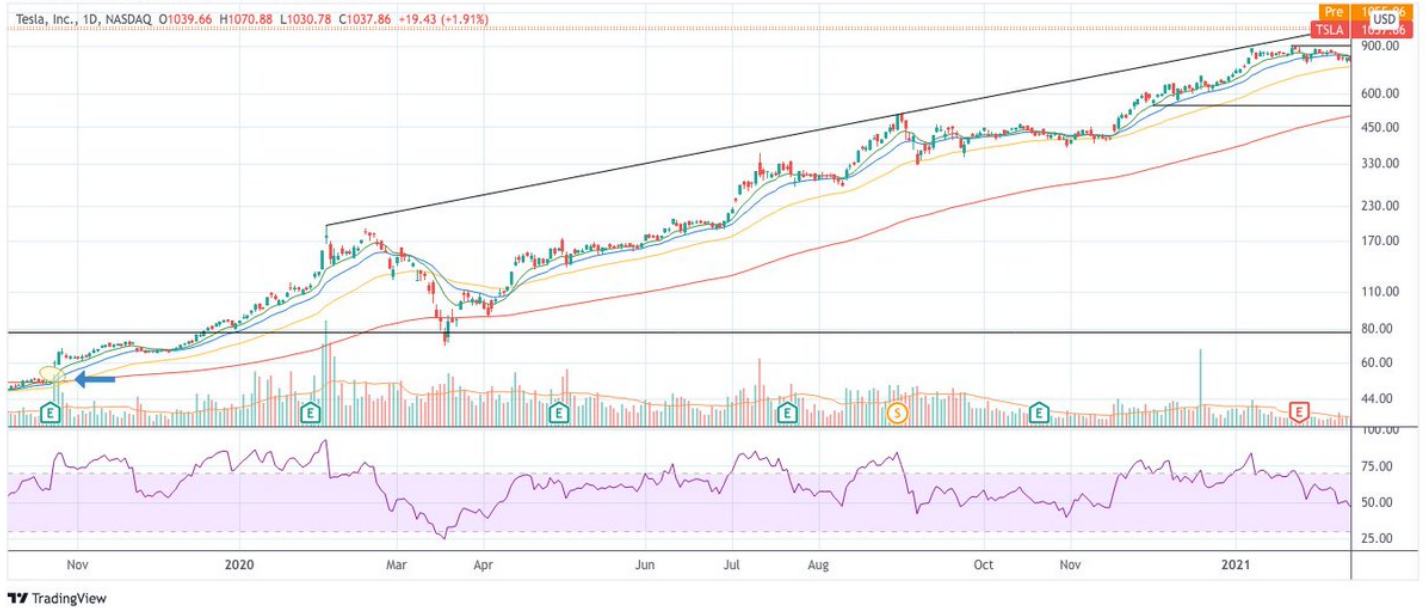 Tesla, Inc., 1D, NASDAQ O1039.66 H1070.88 L1030.78 C1037.86 +19.43 (+1.91%)
Pre
USD
TSLA
900.00
600.00
450.00
330.00
230.00
170.00
110.00
80.00
60.00
44.00
E E E E S E E
100.00
75.00
50.00
25.00
Nov 2020 Mar Apr Jun Jul Aug Oct Nov 2021
TradingView